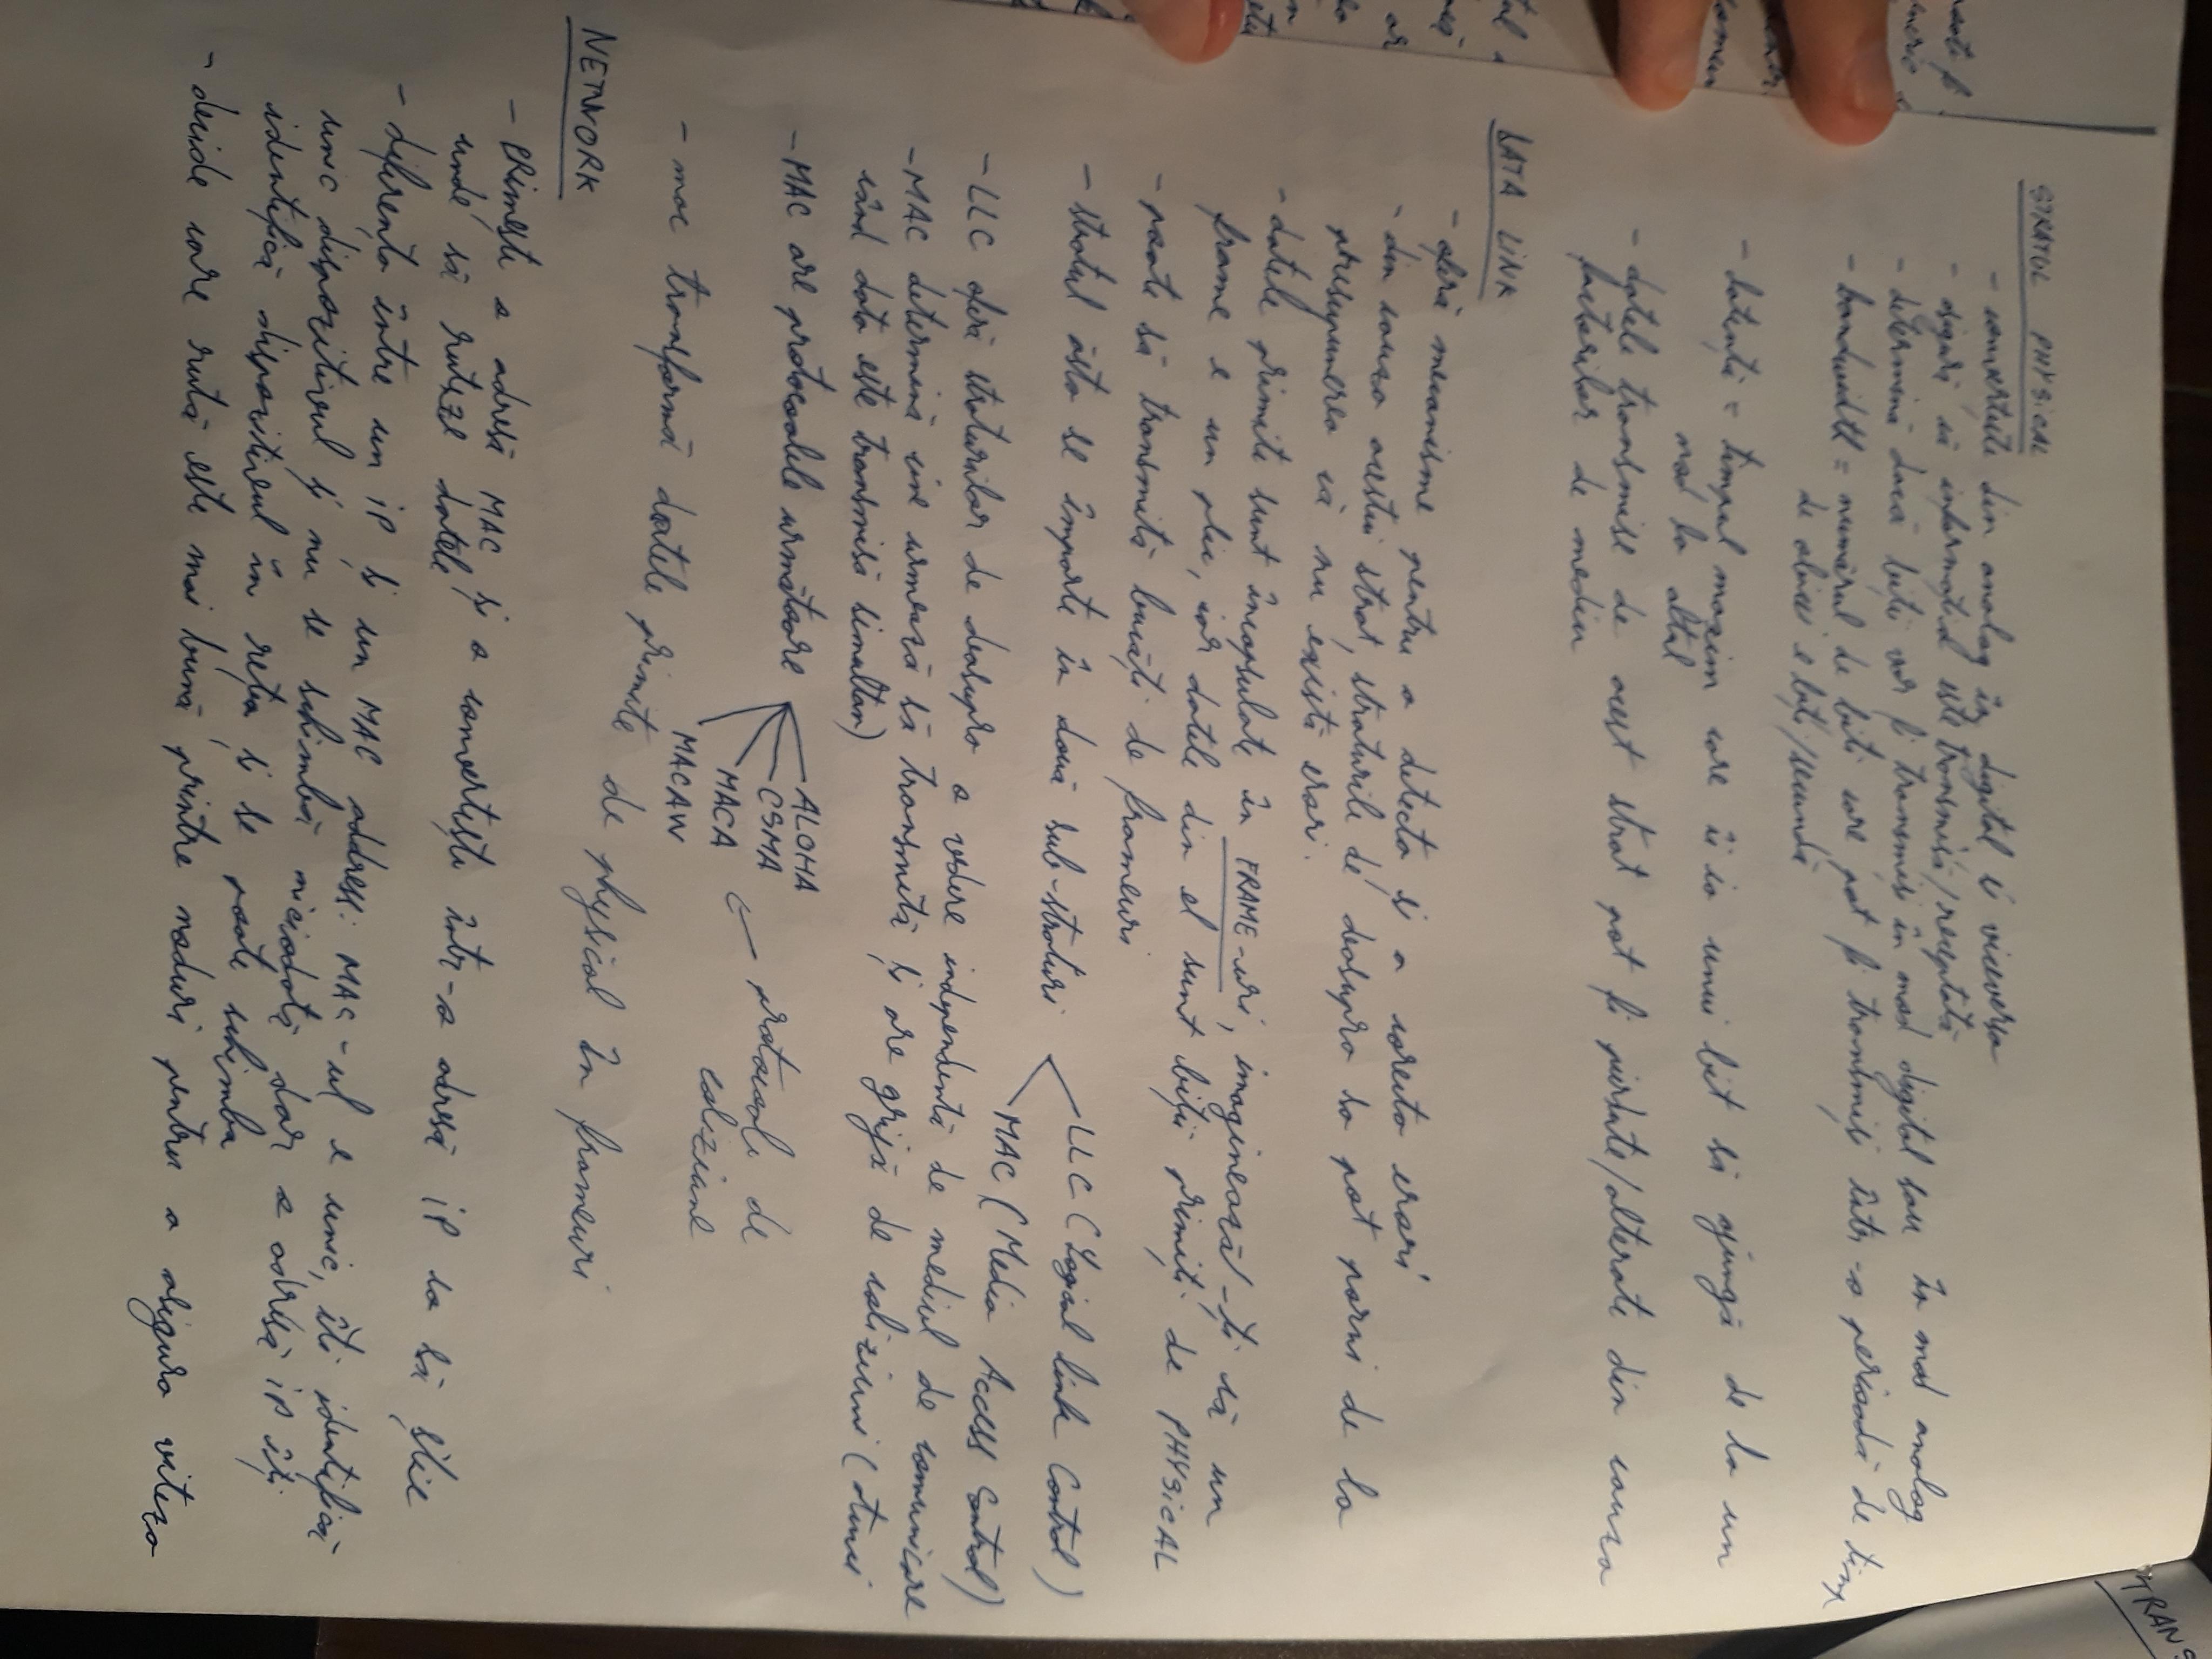 TRANS
STRATUL PHYSICAL
- convertește din analog în digital și viceversa
- asigură că informația este transmisă/receptată
- determină dacă biții vor fi transmiși în mod digital sau în mod analog
- bandwidth = numărul de biți care pot fi transmiși într-o perioadă de timp
de obicei e biți/secundă
- latență = timpul maxim care îi ia unui bit să ajungă de la un
nod la altul
- datele transmise de acest strat pot fi pierdute/alterate din cauza
factorilor de mediu
DATA LINK
- oferă mecanisme pentru a detecta și a corecta erori
- din cauza acestui strat, straturile de deasupra sa pot porni de la
presupunerea că nu există erori.
- datele primite sunt încapsulate în FRAME-uri, imaginează-ți că un
frame e un plic, iar datele din el sunt biții primiți de PHYSICAL
- poate să transmită bucăți de frameuri
- stratul ăsta se împarte în două sub-straturi
LLC (Logical link Control)
MAC (Media Access Control)
- LLC oferă straturilor de deasupra o vedere independentă de mediul de comunicare
- MAC determină cine urmează să transmită și are grijă de coliziuni (atunci
când data este transmisă simultan)
- MAC are protocoalele următoare
ALOHA
CSMA
MACA
MACAW
protocoale de
coliziune
- mac transformă datele primite de physical în frameuri
NETWORK
- PRimește o adresă MAC și o convertește într-o adresă IP ca să știe
unde să ruteze datele
- diferența între un IP și un MAC address: MAC-ul e unic, îți identifică
unic dispozitivul și nu se schimbă niciodată dar o adresă IP îți
identifică dispozitivul în rețea și se poate schimba
- decide care rută este mai bună printre noduri pentru a asigura viteza